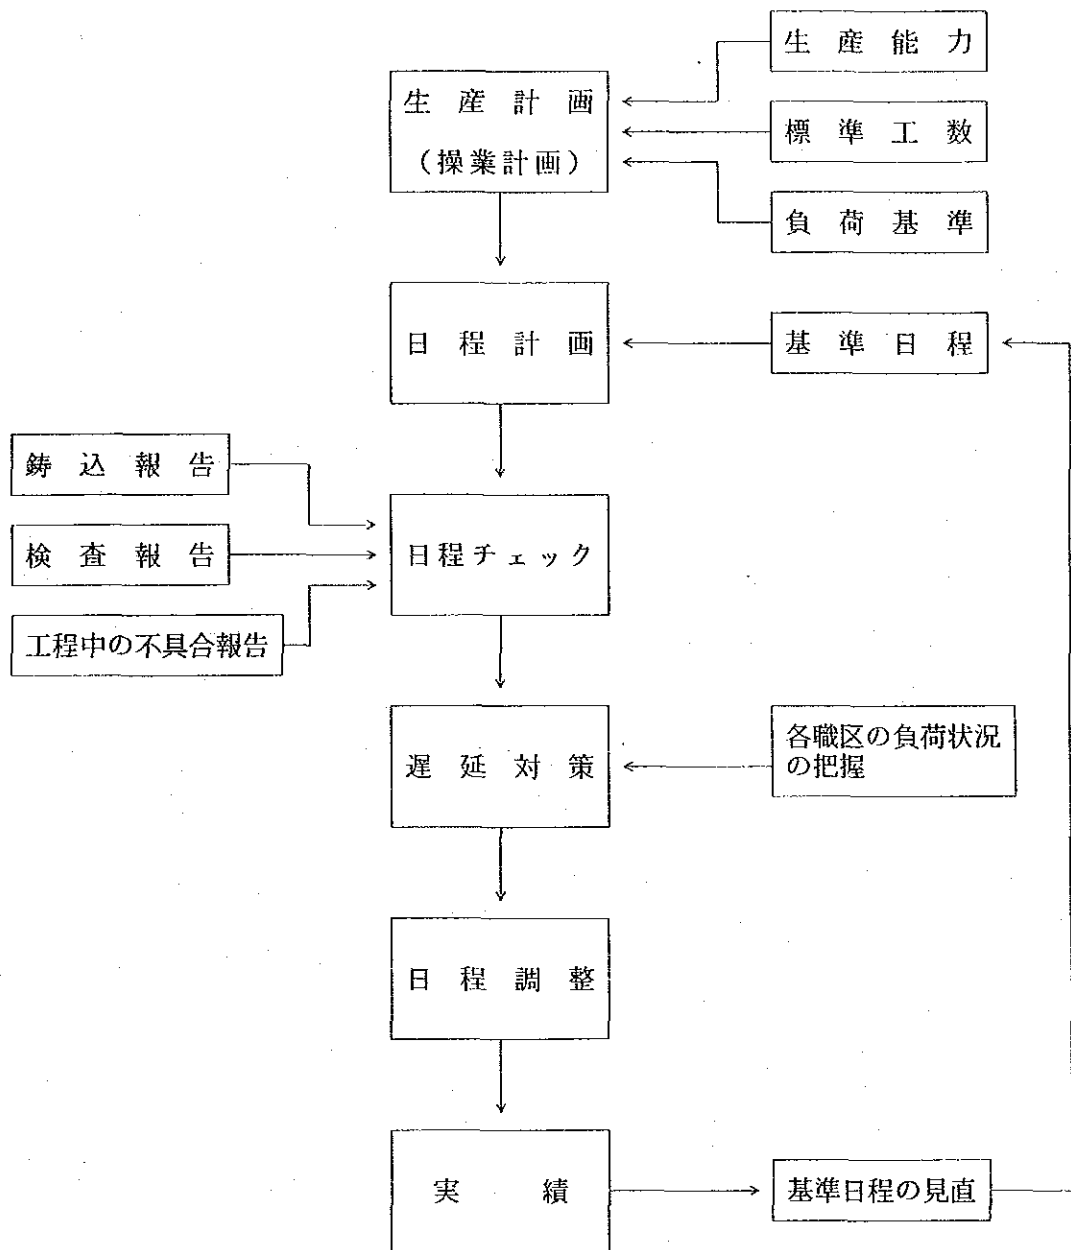 生産能力
生産計画
(操業計画)
標準工数
負荷基準
日程計画
基準日程
鋳込報告
検査報告
工程中の不具合報告
日程チェック
遅延対策
各職区の負荷状況
の把握
日程調整
実績
基準日程の見直